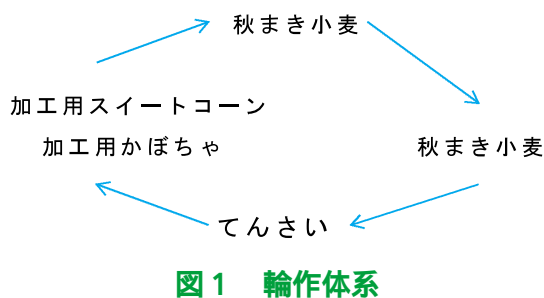 秋まき小麦
加工用スイートコーン
加工用かぼちゃ
秋まき小麦
てんさい
図1 輪作体系